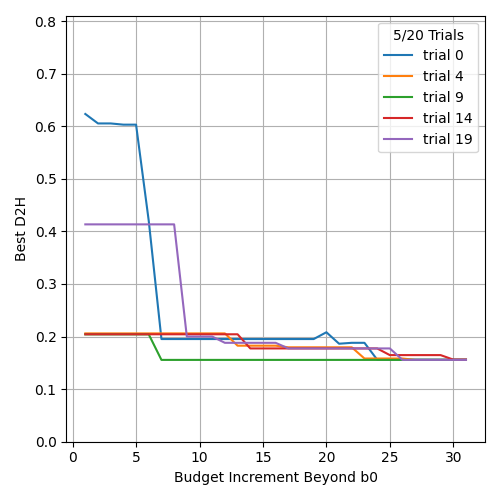 5/20 Trials
trial 0
trial 4
trial 9
trial 14
trial 19
0.8
0.7
0.6
0.5
0.4
0.3
0.2
0.1
0.0
Best D2H
0 5 10 15 20 25 30
Budget Increment Beyond b0